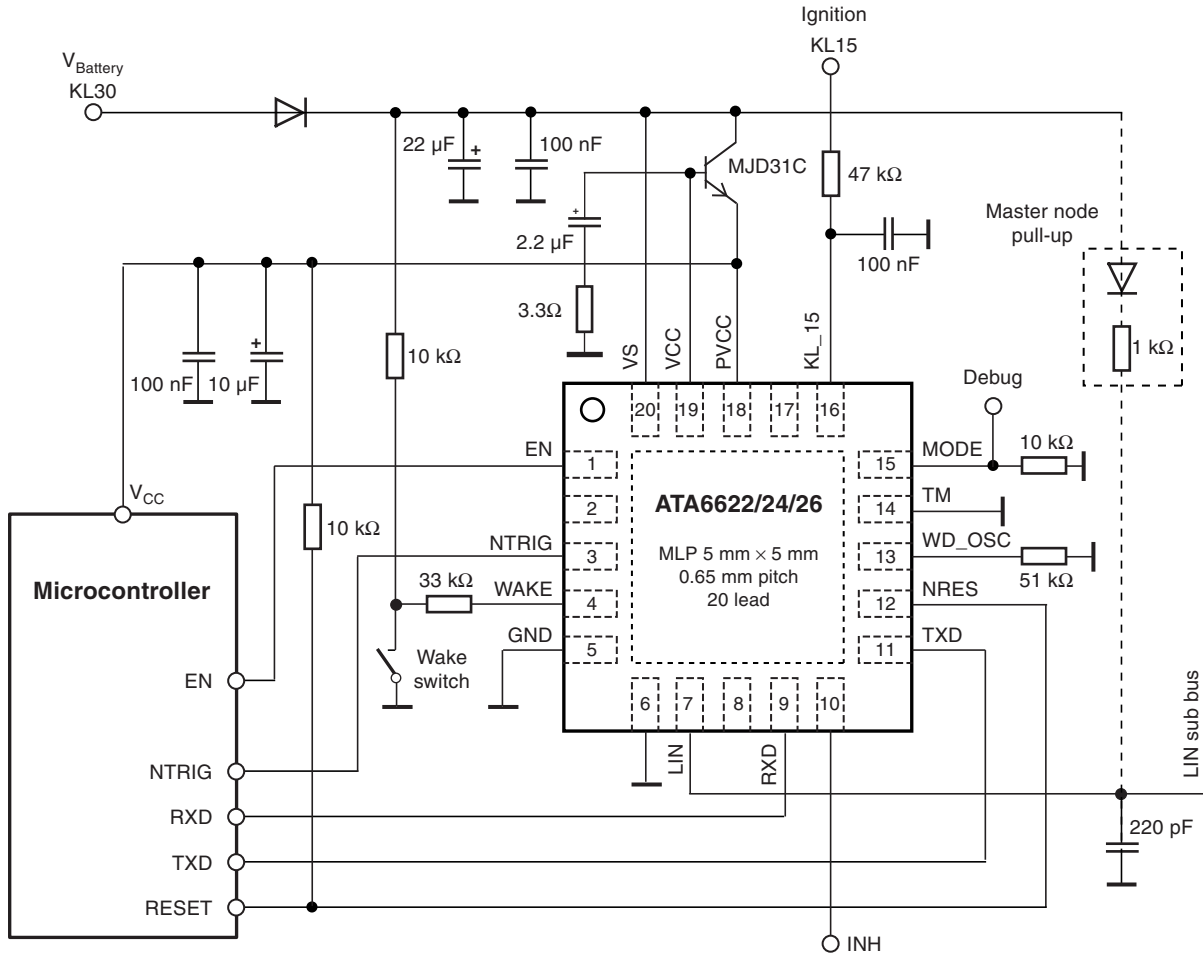 Ignition
KL15
V_Battery
KL30
22 µF
+
100 nF
MJD31C
47 kΩ
+
2.2 µF
100 nF
Master node
pull-up
3.3Ω
1 kΩ
+
100 nF
10 µF
10 kΩ
VS
VCC
PVCC
KL_15
Debug
20
19
18
17
16
EN
1
15
MODE
10 kΩ
V_CC
2
ATA6622/24/26
14
TM
10 kΩ
NTRIG
3
MLP 5 mm × 5 mm
0.65 mm pitch
20 lead
13
WD_OSC
51 kΩ
Microcontroller
33 kΩ
WAKE
4
12
NRES
GND
5
11
TXD
Wake
switch
EN
6
7
8
9
10
LIN
RXD
LIN sub bus
NTRIG
RXD
220 pF
TXD
RESET
INH